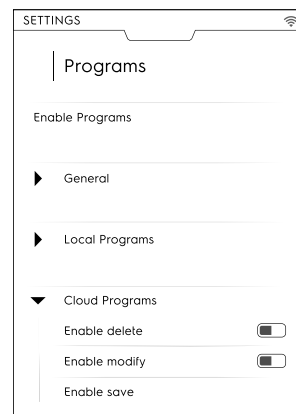 SETTINGS
Programs
Enable Programs
General
Local Programs
Cloud Programs
Enable delete
Enable modify
Enable save